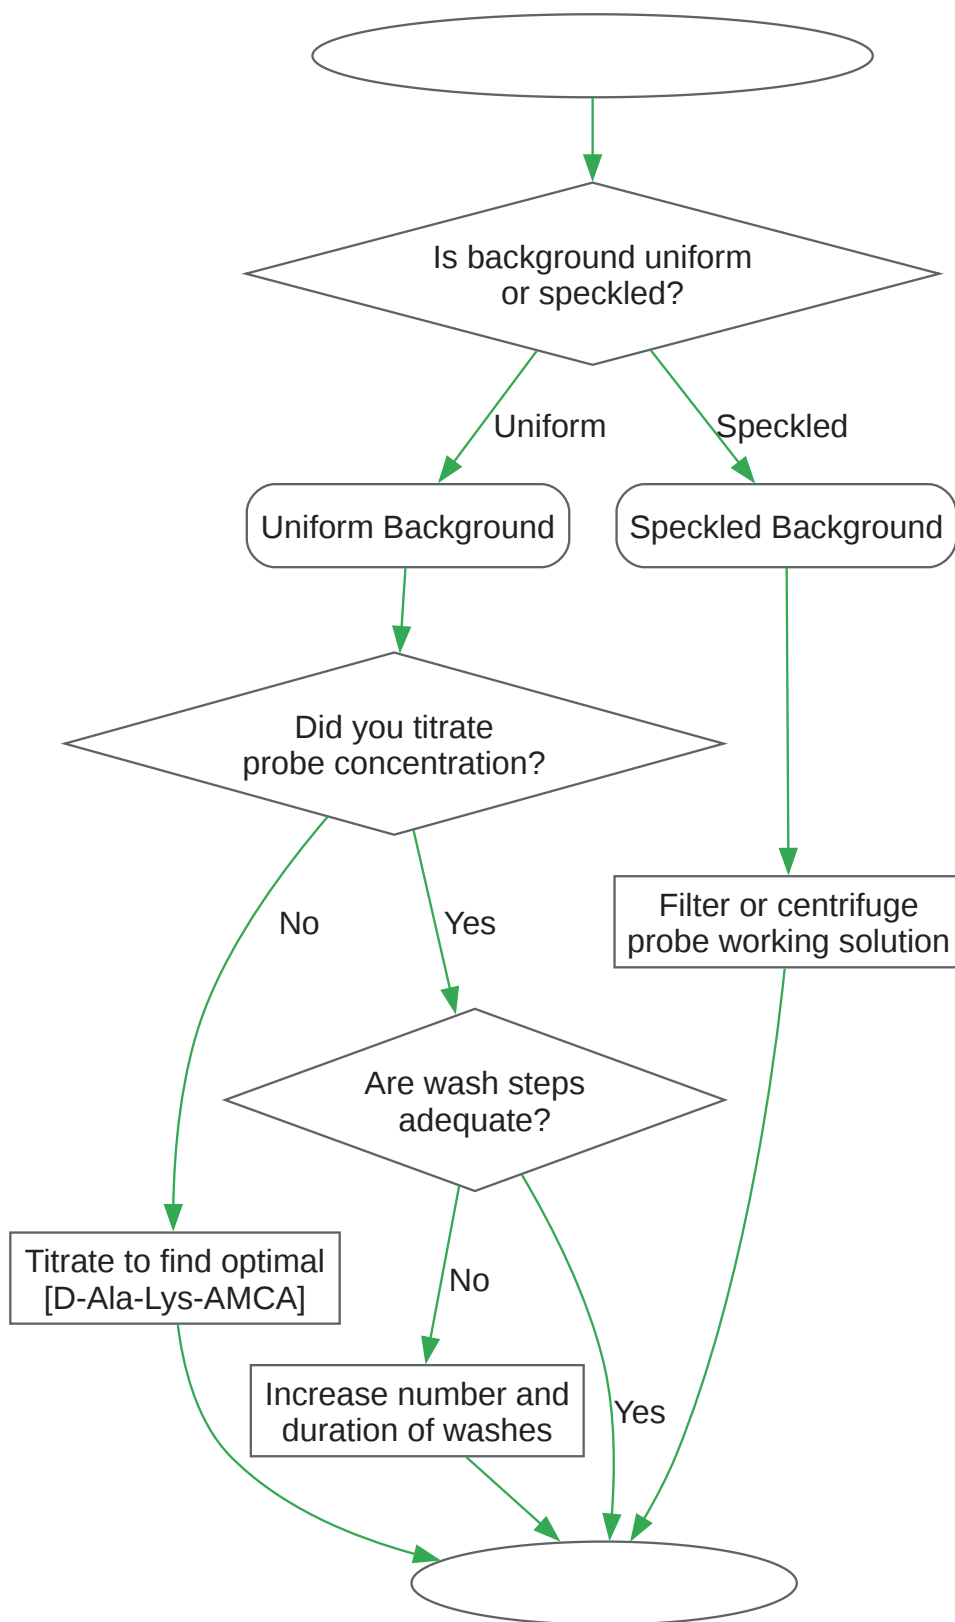 Is background uniform
or speckled?
Uniform
Speckled
Uniform Background
Speckled Background
Did you titrate
probe concentration?
No
Yes
Filter or centrifuge
probe working solution
Are wash steps
adequate?
Titrate to find optimal
[D-Ala-Lys-AMCA]
No
Increase number and
duration of washes
Yes